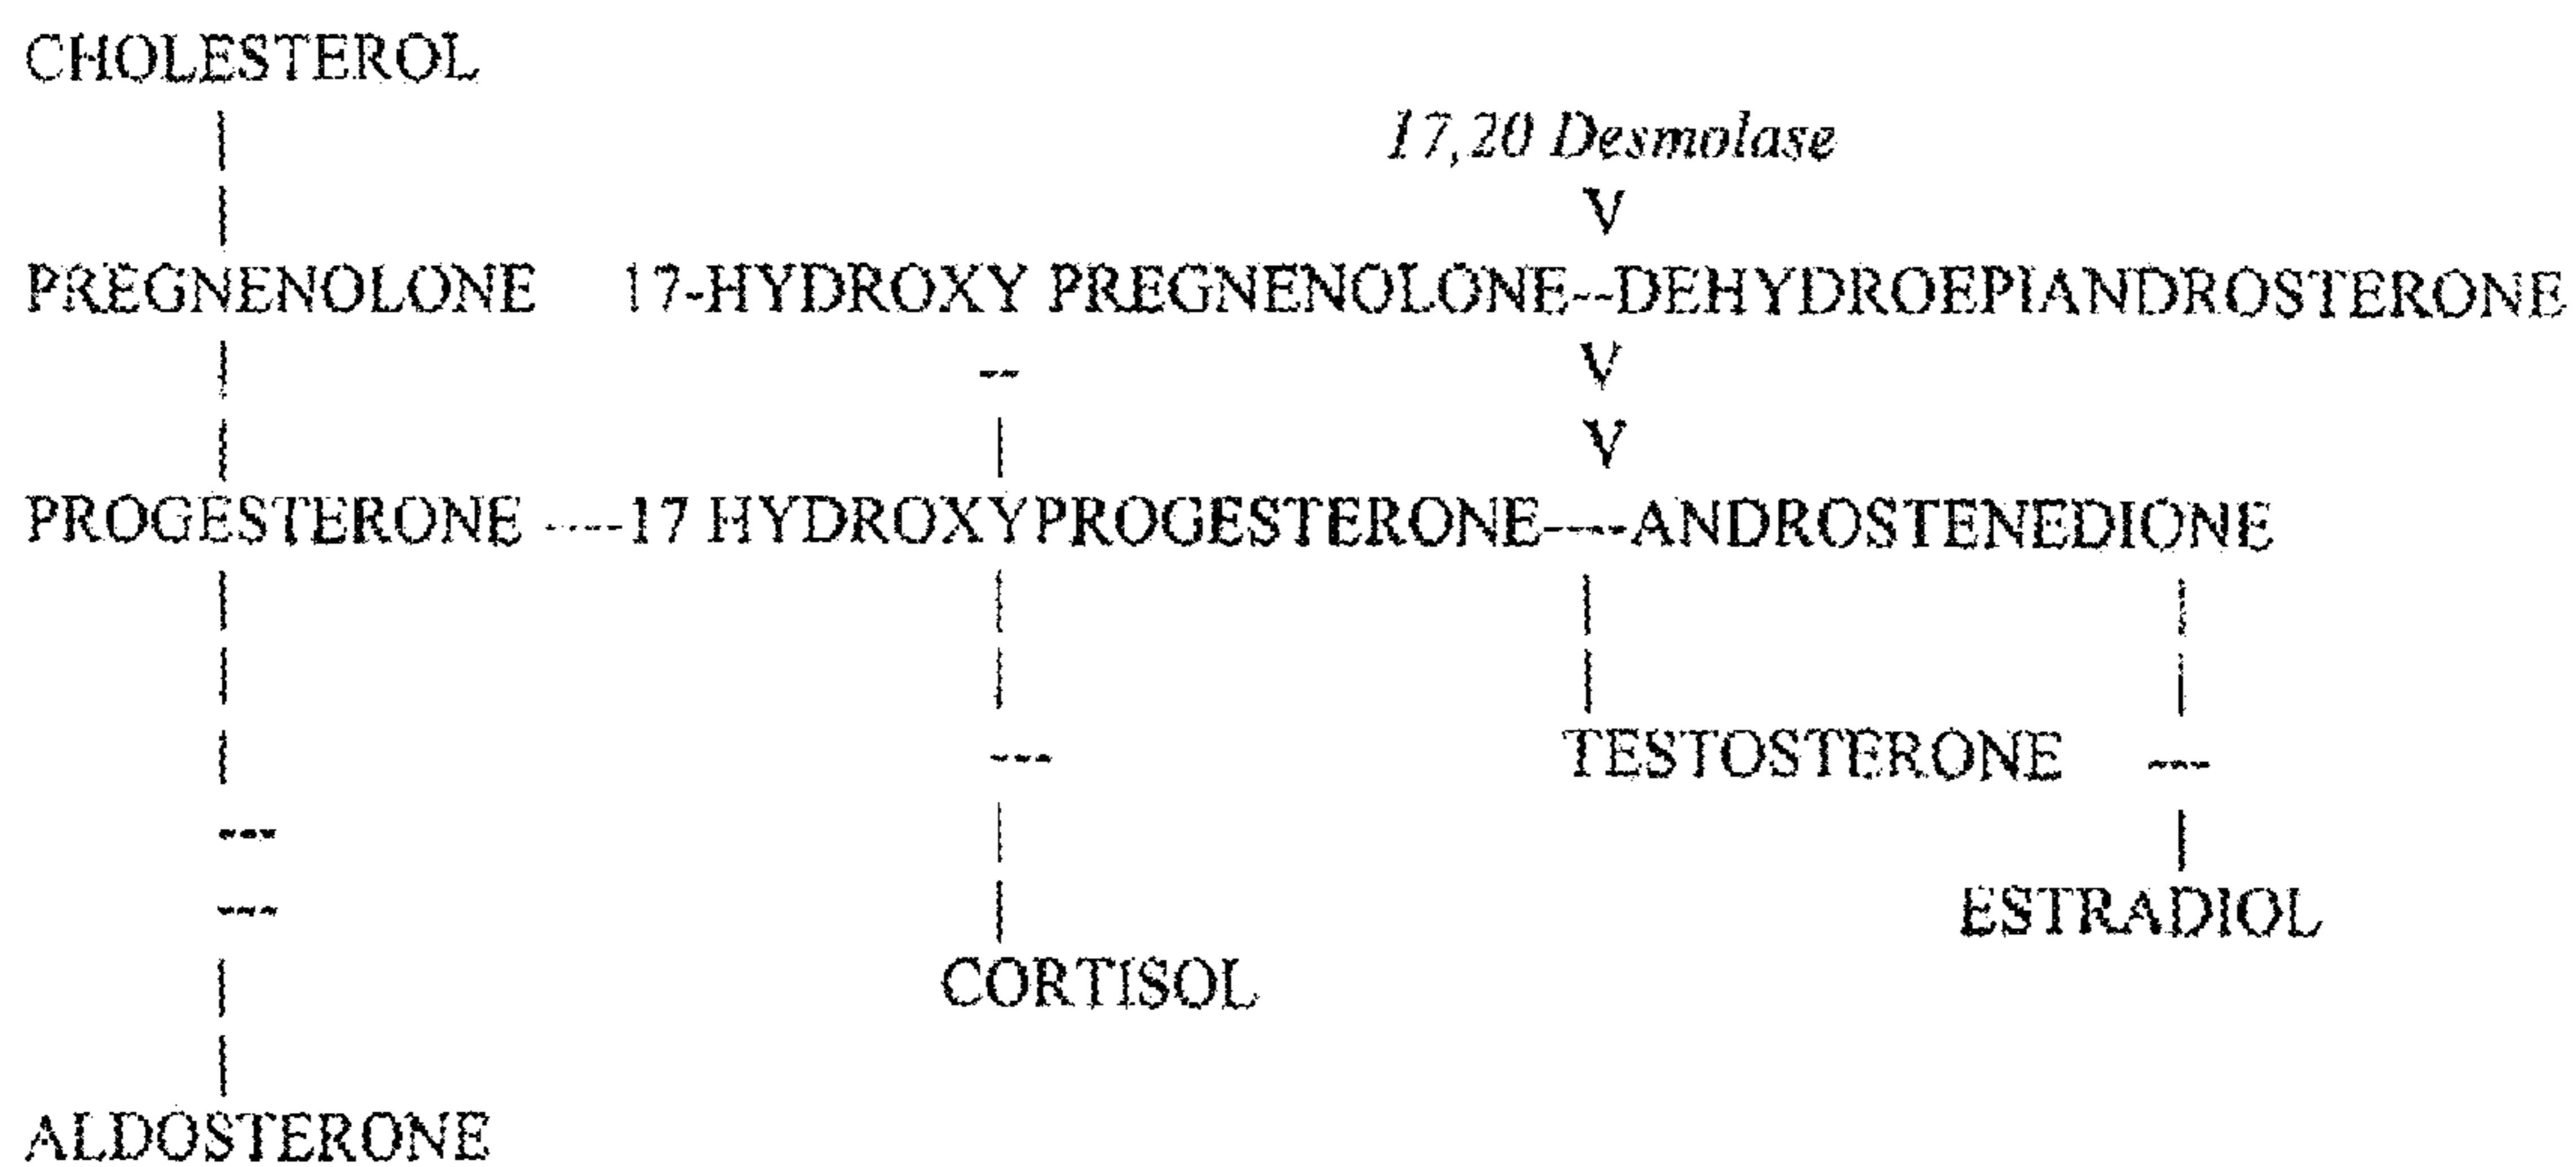 CHOLESTEROL
17,20 Desmolase
V
PREGNENOLONE 17-HYDROXY PREGNENOLONE--DEHYDROEPIANDROSTERONE
V
V
PROGESTERONE ----17 HYDROXYPROGESTERONE----ANDROSTENEDIONE
TESTOSTERONE
ESTRADIOL
CORTISOL
ALDOSTERONE